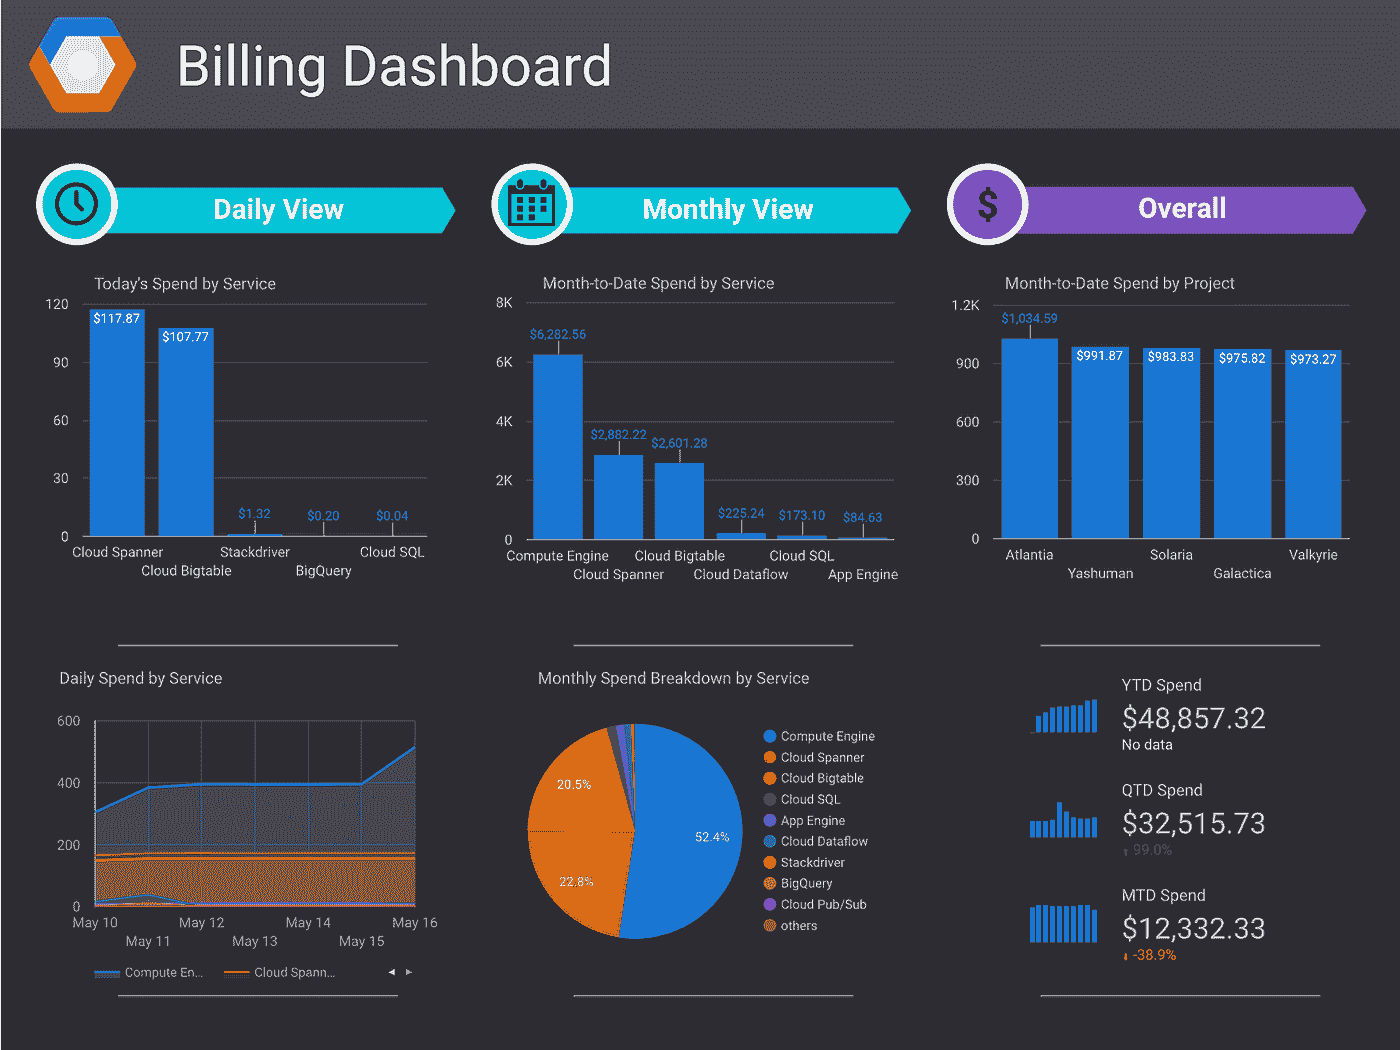 Billing Dashboard
Daily View
Monthly View
$
Overall
Today's Spend by Service
120
90
60
30
0
$117.87
$107.77
$1.32
$0.20
$0.04
Cloud Spanner
Cloud Bigtable
Stackdriver
BigQuery
Cloud SQL
Month-to-Date Spend by Service
8K
6K
4K
2K
0
$6,282.56
$2,882.22
$2,601.28
$225.24
$173.10
$84.63
Compute Engine
Cloud Spanner
Cloud Bigtable
Cloud Dataflow
Cloud SQL
App Engine
Month-to-Date Spend by Project
1.2K
900
600
300
0
$1,034.59
$991.87
$983.83
$975.82
$973.27
Atlantia
Yashuman
Solaria
Galactica
Valkyrie
Daily Spend by Service
600
400
200
0
May 10
May 11
May 12
May 13
May 14
May 15
May 16
Compute En...
Cloud Spann...
Monthly Spend Breakdown by Service
20.5%
52.4%
22.8%
Compute Engine
Cloud Spanner
Cloud Bigtable
Cloud SQL
App Engine
Cloud Dataflow
Stackdriver
BigQuery
Cloud Pub/Sub
others
YTD Spend
$48,857.32
No data
QTD Spend
$32,515.73
99.0%
MTD Spend
$12,332.33
-38.9%